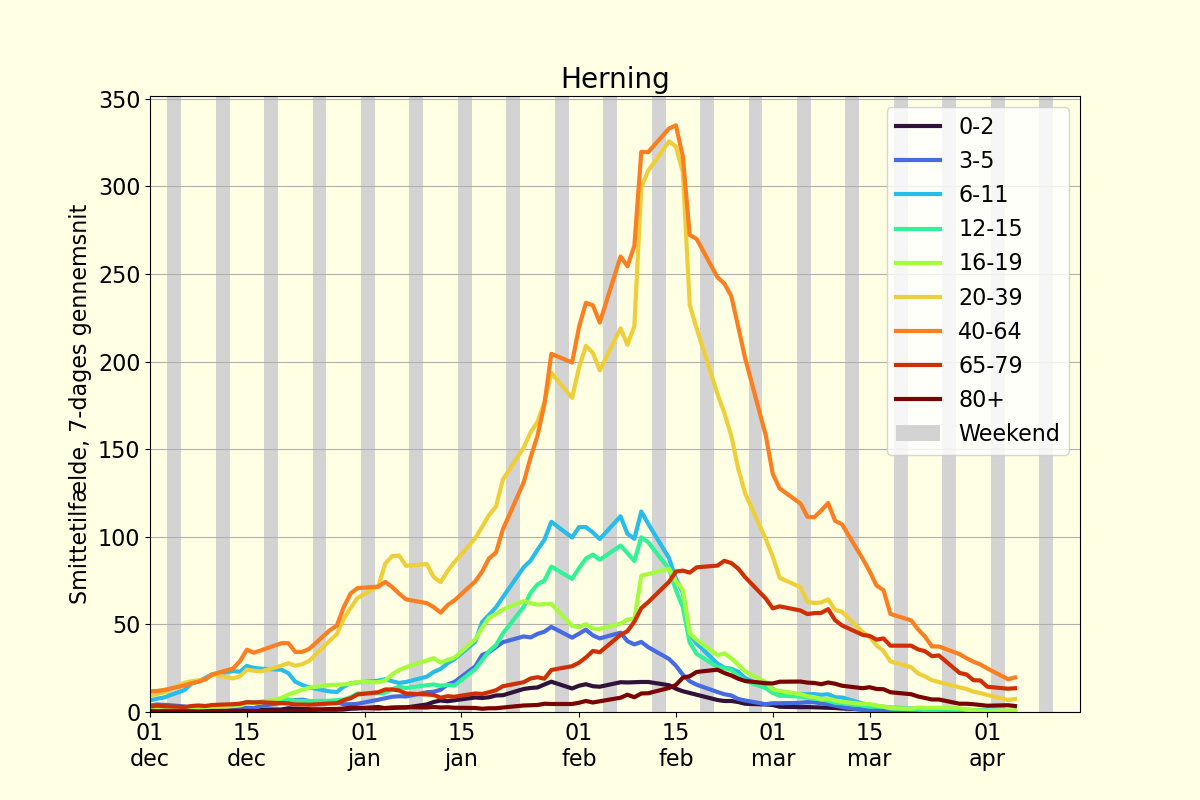 Herning
Smittetilfælde, 7-dages gennemsnit
350
300
250
200
150
100
50
0
01 dec
15 dec
01 jan
15 jan
01 feb
15 feb
01 mar
15 mar
01 apr
0-2
3-5
6-11
12-15
16-19
20-39
40-64
65-79
80+
Weekend